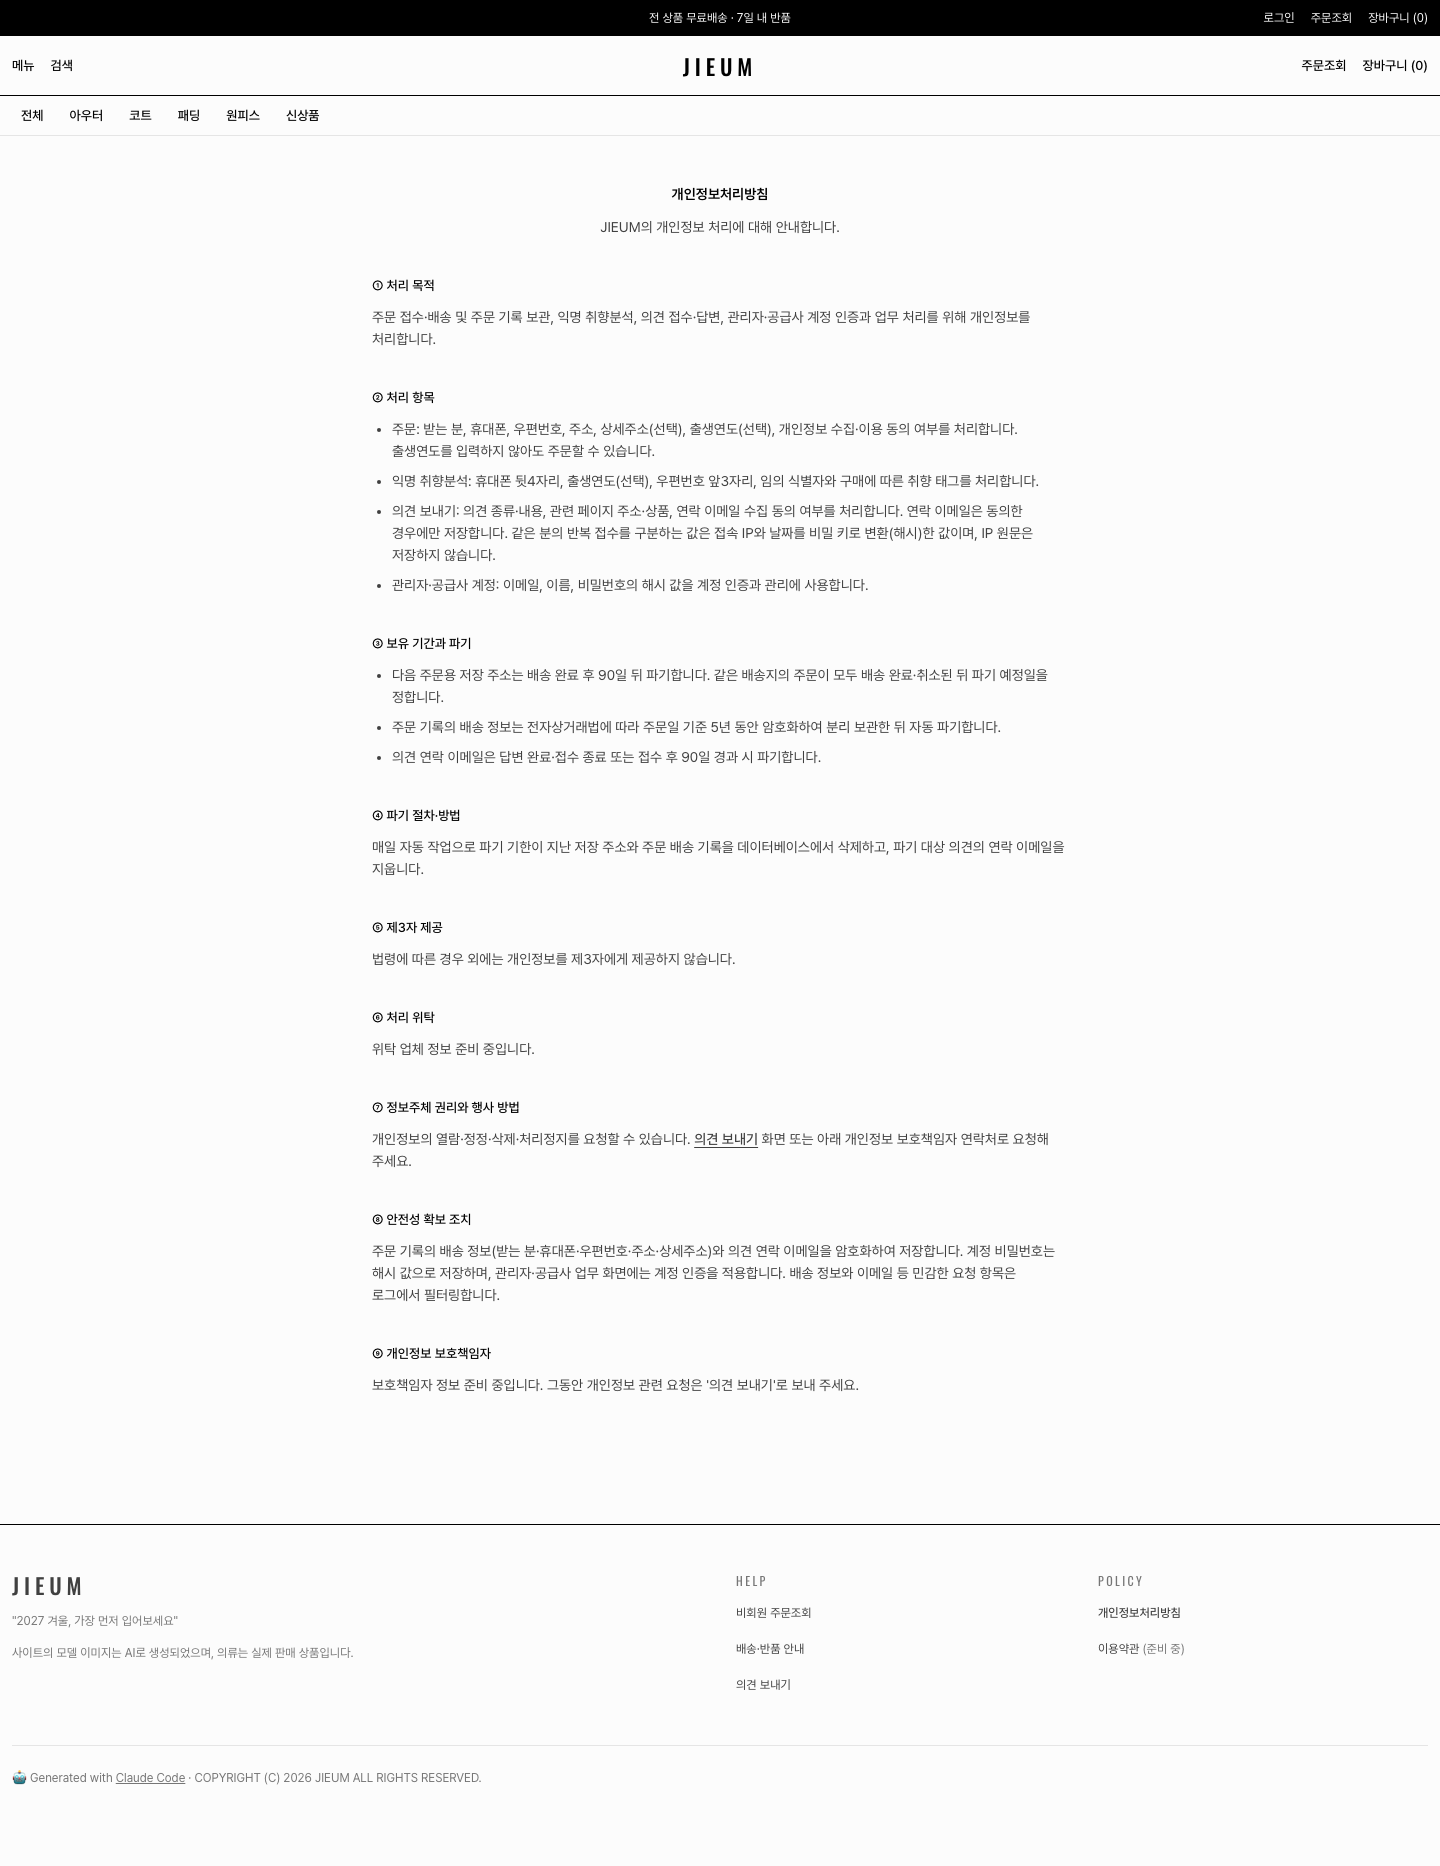 전 상품 무료배송 · 7일 내 반품
로그인 주문조회 장바구니 (0)
메뉴 검색
JIEUM
주문조회 장바구니 (0)
전체 아우터 코트 패딩 원피스 신상품
개인정보처리방침
JIEUM의 개인정보 처리에 대해 안내합니다.
① 처리 목적
주문 접수·배송 및 주문 기록 보관, 익명 취향분석, 의견 접수·답변, 관리자·공급사 계정 인증과 업무 처리를 위해 개인정보를
처리합니다.
② 처리 항목
• 주문: 받는 분, 휴대폰, 우편번호, 주소, 상세주소(선택), 출생연도(선택), 개인정보 수집·이용 동의 여부를 처리합니다.
출생연도를 입력하지 않아도 주문할 수 있습니다.
• 익명 취향분석: 휴대폰 뒷4자리, 출생연도(선택), 우편번호 앞3자리, 임의 식별자와 구매에 따른 취향 태그를 처리합니다.
• 의견 보내기: 의견 종류·내용, 관련 페이지 주소·상품, 연락 이메일 수집 동의 여부를 처리합니다. 연락 이메일은 동의한
경우에만 저장합니다. 같은 분의 반복 접수를 구분하는 값은 접속 IP와 날짜를 비밀 키로 변환(해시)한 값이며, IP 원문은
저장하지 않습니다.
• 관리자·공급사 계정: 이메일, 이름, 비밀번호의 해시 값을 계정 인증과 관리에 사용합니다.
③ 보유 기간과 파기
• 다음 주문용 저장 주소는 배송 완료 후 90일 뒤 파기합니다. 같은 배송지의 주문이 모두 배송 완료·취소된 뒤 파기 예정일을
정합니다.
• 주문 기록의 배송 정보는 전자상거래법에 따라 주문일 기준 5년 동안 암호화하여 분리 보관한 뒤 자동 파기합니다.
• 의견 연락 이메일은 답변 완료·접수 종료 또는 접수 후 90일 경과 시 파기합니다.
④ 파기 절차·방법
매일 자동 작업으로 파기 기한이 지난 저장 주소와 주문 배송 기록을 데이터베이스에서 삭제하고, 파기 대상 의견의 연락 이메일을
지웁니다.
⑤ 제3자 제공
법령에 따른 경우 외에는 개인정보를 제3자에게 제공하지 않습니다.
⑥ 처리 위탁
위탁 업체 정보 준비 중입니다.
⑦ 정보주체 권리와 행사 방법
개인정보의 열람·정정·삭제·처리정지를 요청할 수 있습니다. 의견 보내기 화면 또는 아래 개인정보 보호책임자 연락처로 요청해
주세요.
⑧ 안전성 확보 조치
주문 기록의 배송 정보(받는 분·휴대폰·우편번호·주소·상세주소)와 의견 연락 이메일을 암호화하여 저장합니다. 계정 비밀번호는
해시 값으로 저장하며, 관리자·공급사 업무 화면에는 계정 인증을 적용합니다. 배송 정보와 이메일 등 민감한 요청 항목은
로그에서 필터링합니다.
⑨ 개인정보 보호책임자
보호책임자 정보 준비 중입니다. 그동안 개인정보 관련 요청은 '의견 보내기'로 보내 주세요.
JIEUM
"2027 겨울, 가장 먼저 입어보세요"
사이트의 모델 이미지는 AI로 생성되었으며, 의류는 실제 판매 상품입니다.
HELP
비회원 주문조회
배송·반품 안내
의견 보내기
POLICY
개인정보처리방침
이용약관 (준비 중)
🤖 Generated with Claude Code · COPYRIGHT (C) 2026 JIEUM ALL RIGHTS RESERVED.